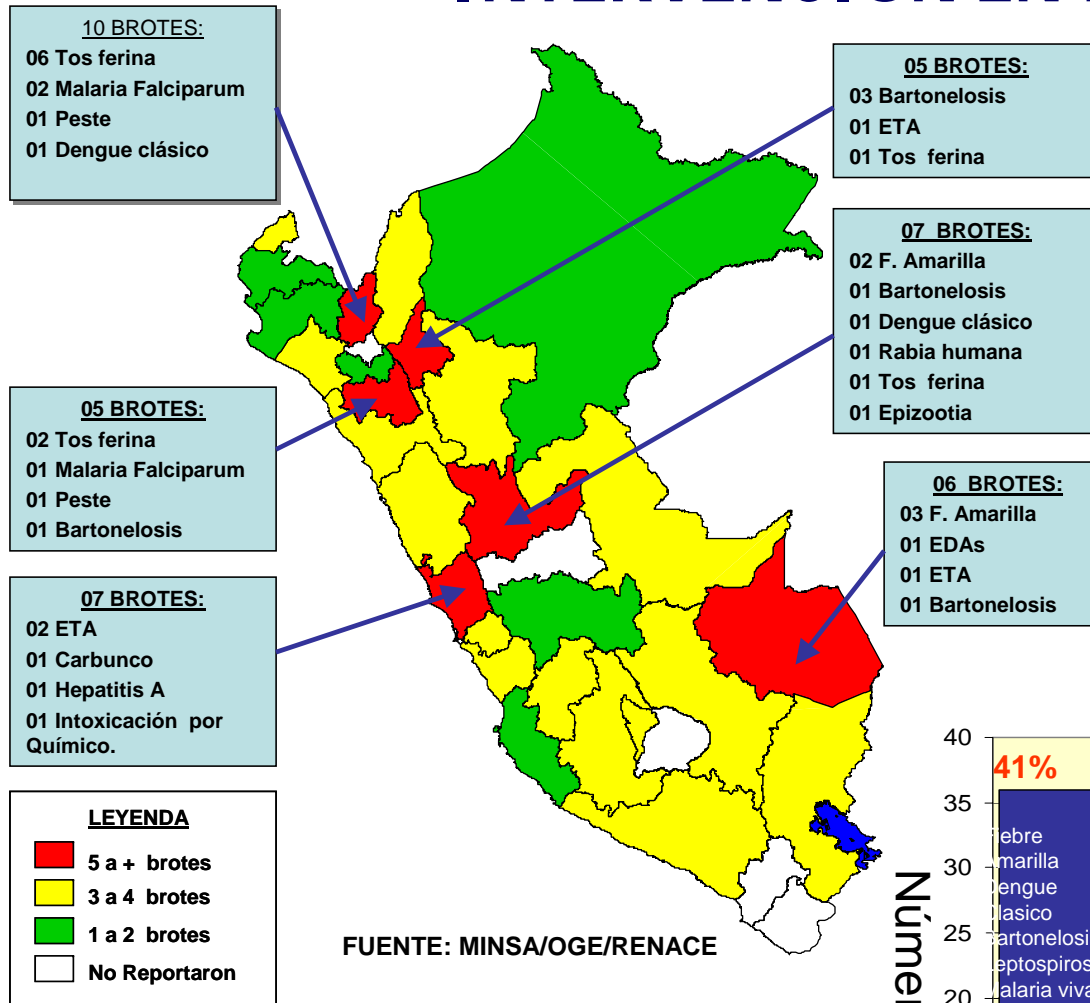 10 BROTES:
06 Tos ferina
02 Malaria Falciparum
01 Peste
01 Dengue clásico
05 BROTES:
03 Bartonelosis
01 ETA
01 Tos ferina
07 BROTES:
02 F. Amarilla
01 Bartonelosis
01 Dengue clásico
01 Rabia humana
01 Tos ferina
01 Epizootia
05 BROTES:
02 Tos ferina
01 Malaria Falciparum
01 Peste
01 Bartonelosis
06 BROTES:
03 F. Amarilla
01 EDAs
01 ETA
01 Bartonelosis
07 BROTES:
02 ETA
01 Carbunco
01 Hepatitis A
01 Intoxicación por
Químico.
LEYENDA
5 a + brotes
3 a 4 brotes
1 a 2 brotes
No Reportaron
FUENTE: MINSA/OGE/RENACE
40
41%
35
30
25
20